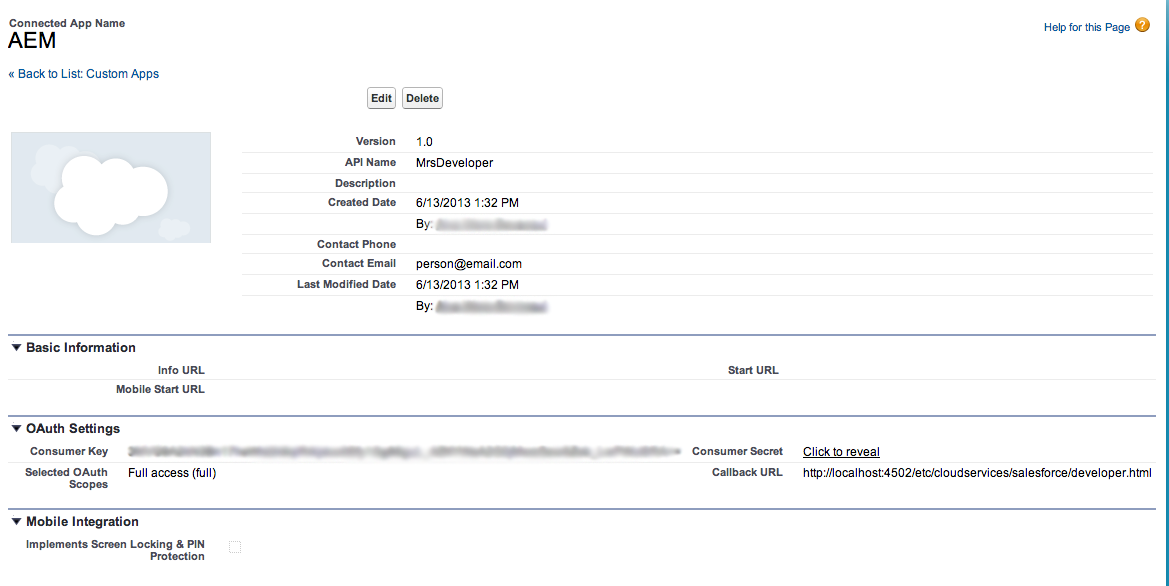 Connected App Name
AEM
Help for this Page ?
« Back to List: Custom Apps
Edit Delete
Version 1.0
API Name MrsDeveloper
Description
Created Date 6/13/2013 1:32 PM
By:
Contact Phone
Contact Email person@email.com
Last Modified Date 6/13/2013 1:32 PM
By:
Basic Information
Info URL Start URL
Mobile Start URL
OAuth Settings
Consumer Key Consumer Secret Click to reveal
Selected OAuth Full access (full) Callback URL http://localhost:4502/etc/cloudservices/salesforce/developer.html
Scopes
Mobile Integration
Implements Screen Locking & PIN
Protection